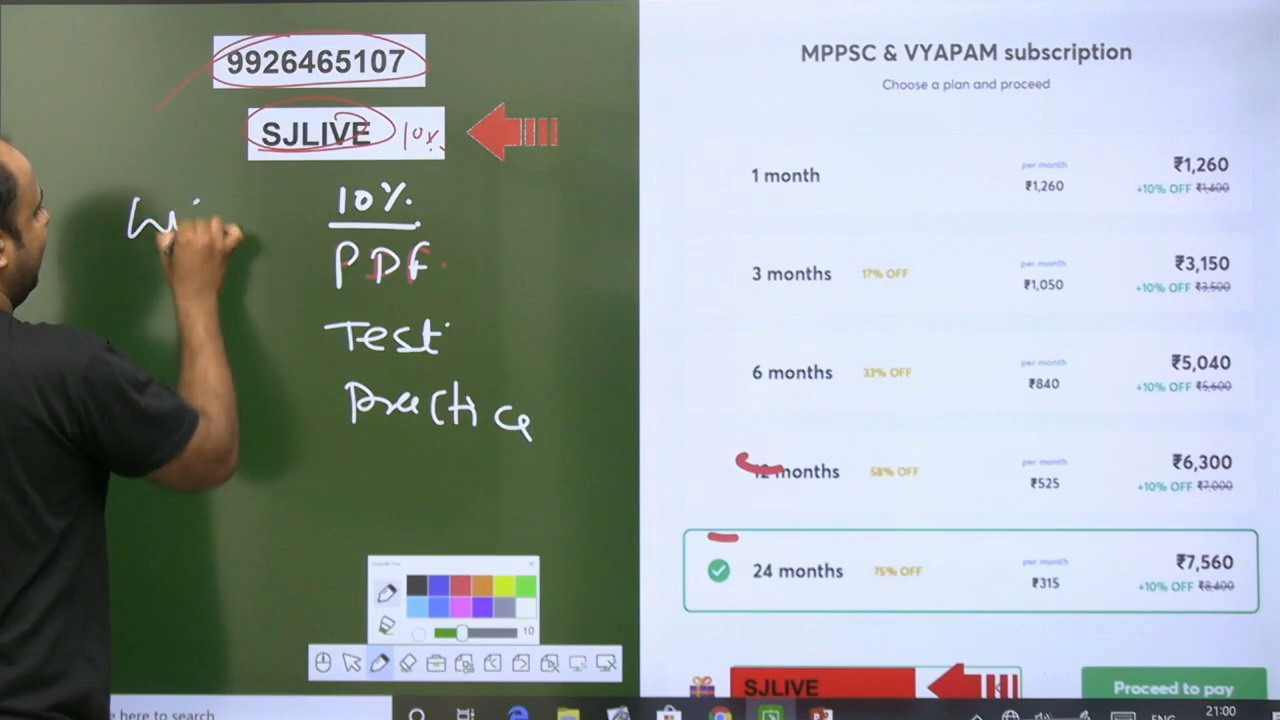 9926465107
SJLIVE 10%
10%
PDF
Test
Practice
10
here to search
MPPSC & VYAPAM subscription
Choose a plan and proceed
1 month
per month
₹1,260
₹1,260
+10% OFF ₹1,400
3 months
17% OFF
per month
₹1,050
₹3,150
+10% OFF ₹3,500
6 months
33% OFF
per month
₹840
₹5,040
+10% OFF ₹5,600
12 months
58% OFF
per month
₹525
₹6,300
+10% OFF ₹7,000
24 months
75% OFF
per month
₹315
₹7,560
+10% OFF ₹8,400
SJLIVE
Proceed to pay
21:00